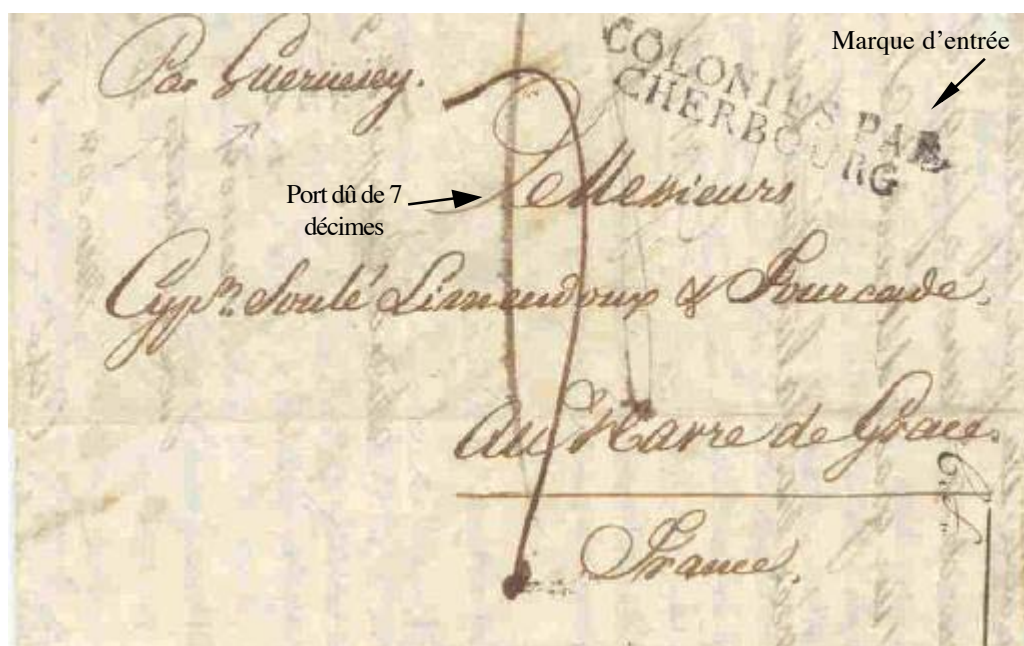 Marque d’entrée
COLONIES PAR
CHERBOURG
Par Guernesey.
Port dû de 7
décimes
Messieurs
Cypn. Soulé Limendoux & Fourcade,
Au Havre de Grace.
France.